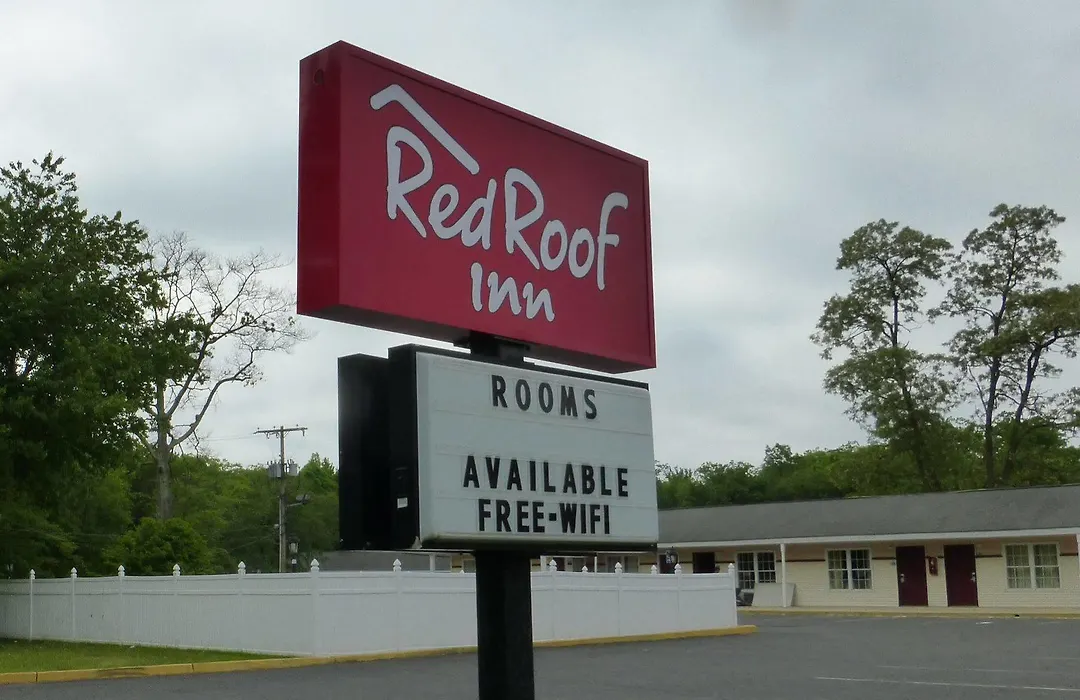 RedRoof
Inn
ROOMS
AVAILABLE
FREE-WIFI